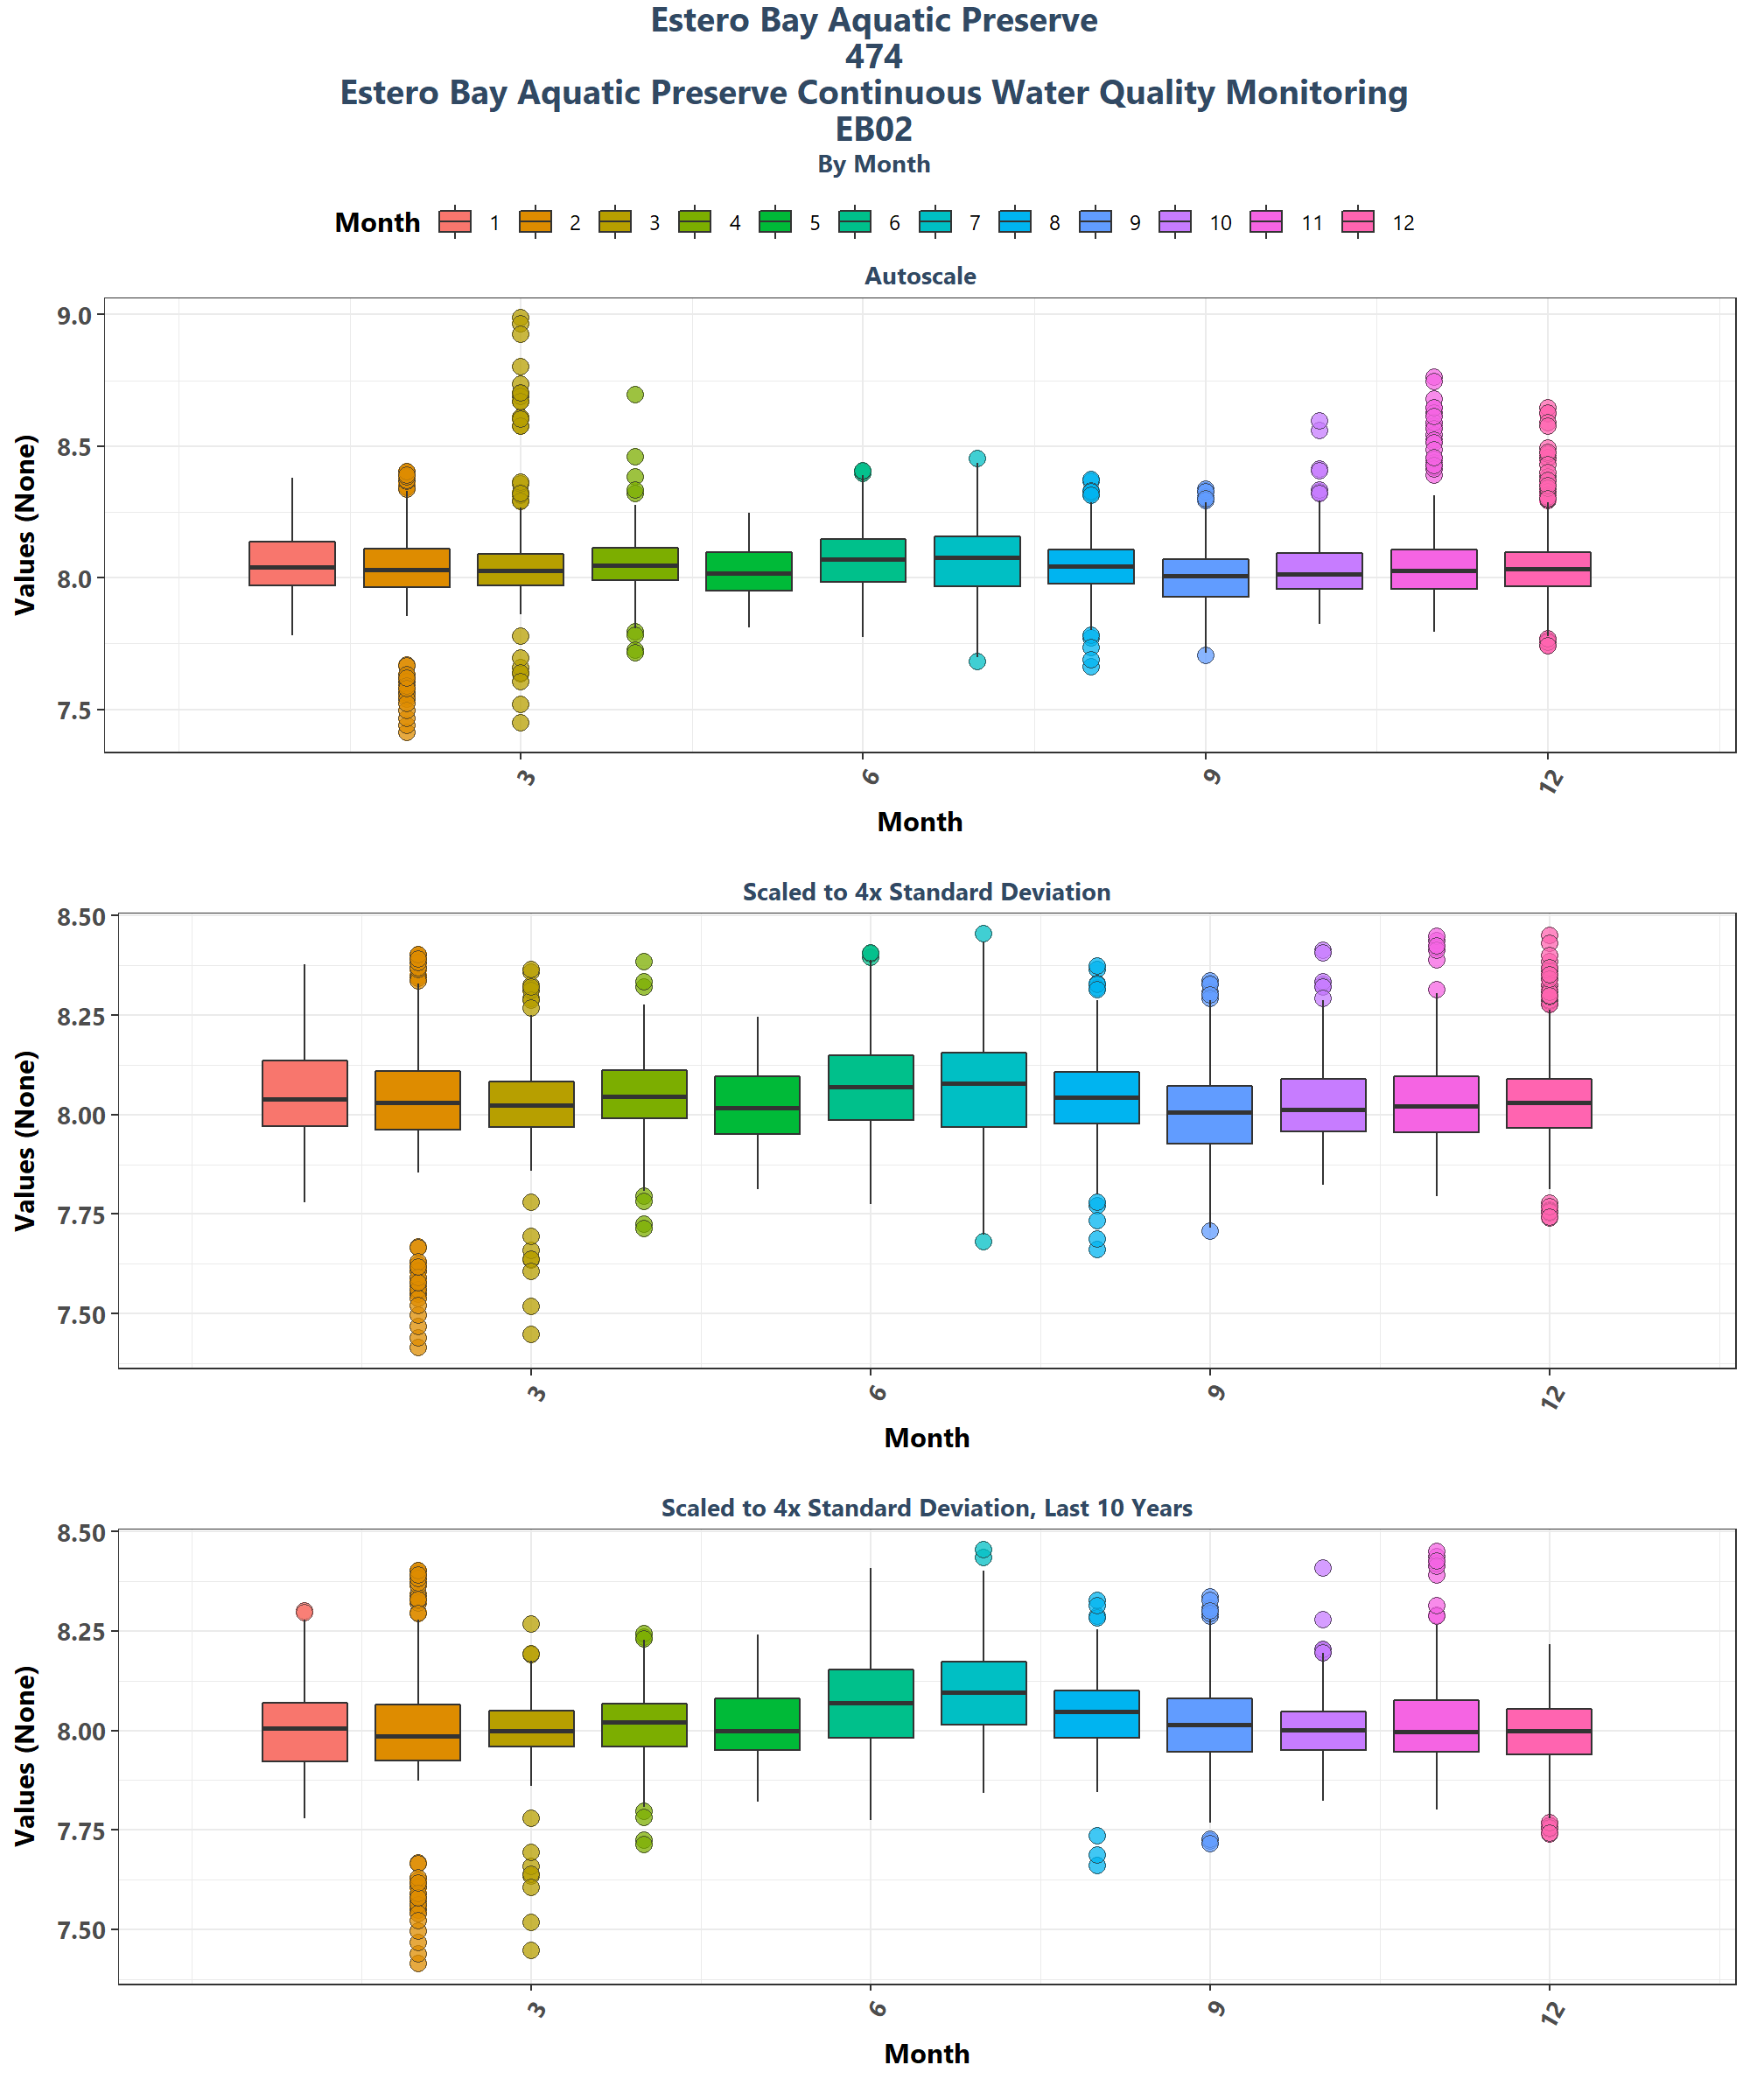 Estero Bay Aquatic Preserve
474
Estero Bay Aquatic Preserve Continuous Water Quality Monitoring
EB02
By Month
Month 1 2 3 4 5 6 7 8 9 10 11 12
Autoscale
Values (None)
9.0
8.5
8.0
7.5
3 6 9 12
Month
Scaled to 4x Standard Deviation
Values (None)
8.50
8.25
8.00
7.75
7.50
3 6 9 12
Month
Scaled to 4x Standard Deviation, Last 10 Years
Values (None)
8.50
8.25
8.00
7.75
7.50
3 6 9 12
Month